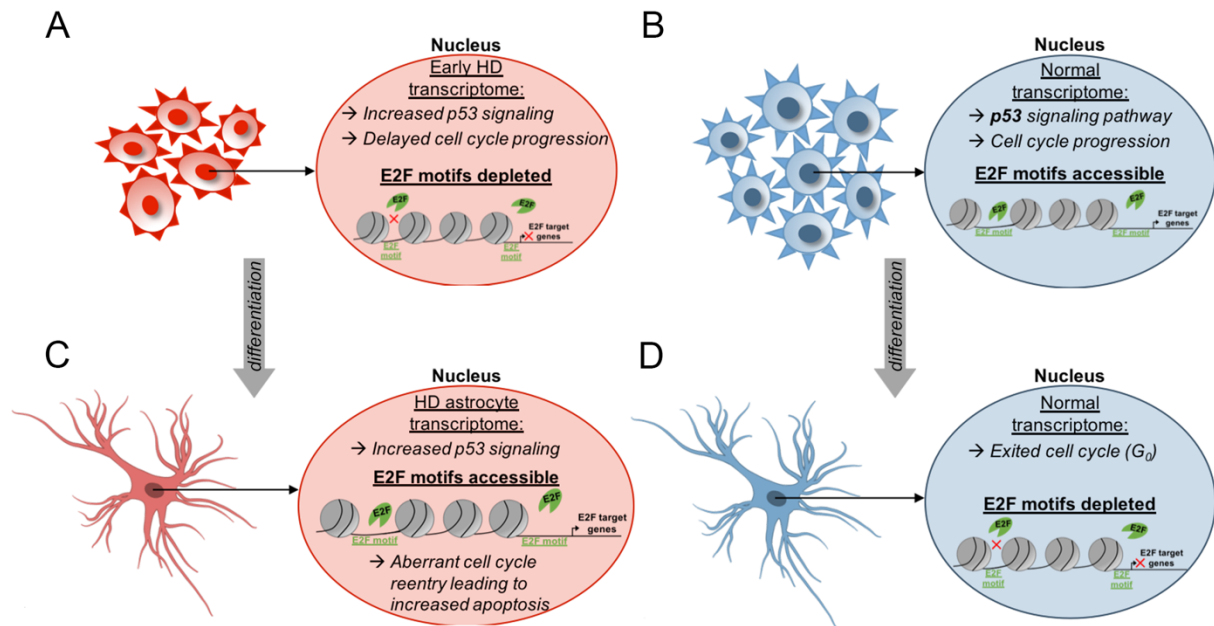 A
Nucleus
Early HD
transcriptome:
→ Increased p53 signaling
→ Delayed cell cycle progression
E2F motifs depleted
E2F
E2F
E2F target
genes
E2F
motif
E2F
motif
differentiation
B
Nucleus
Normal
transcriptome:
→ p53 signaling pathway
→ Cell cycle progression
E2F motifs accessible
E2F
E2F
E2F target
genes
E2F motif
E2F motif
differentiation
C
Nucleus
HD astrocyte
transcriptome:
→ Increased p53 signaling
E2F motifs accessible
E2F
E2F
E2F target
genes
E2F motif
E2F motif
→ Aberrant cell cycle
reentry leading to
increased apoptosis
D
Nucleus
Normal
transcriptome:
→ Exited cell cycle (G₀)
E2F motifs depleted
E2F
E2F
E2F target
genes
E2F
motif
E2F
motif